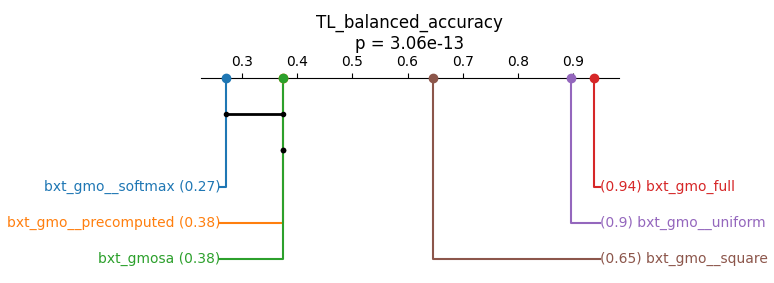 TL_balanced_accuracy
p = 3.06e-13
0.3 0.4 0.5 0.6 0.7 0.8 0.9
bxt_gmo__softmax (0.27) (0.94) bxt_gmo_full
bxt_gmo__precomputed (0.38) (0.9) bxt_gmo__uniform
bxt_gmosa (0.38) (0.65) bxt_gmo__square